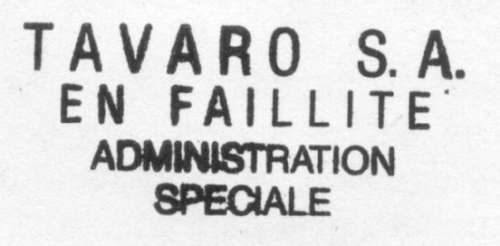 TAVARO S.A.
EN FAILLITE
ADMINISTRATION
SPECIALE